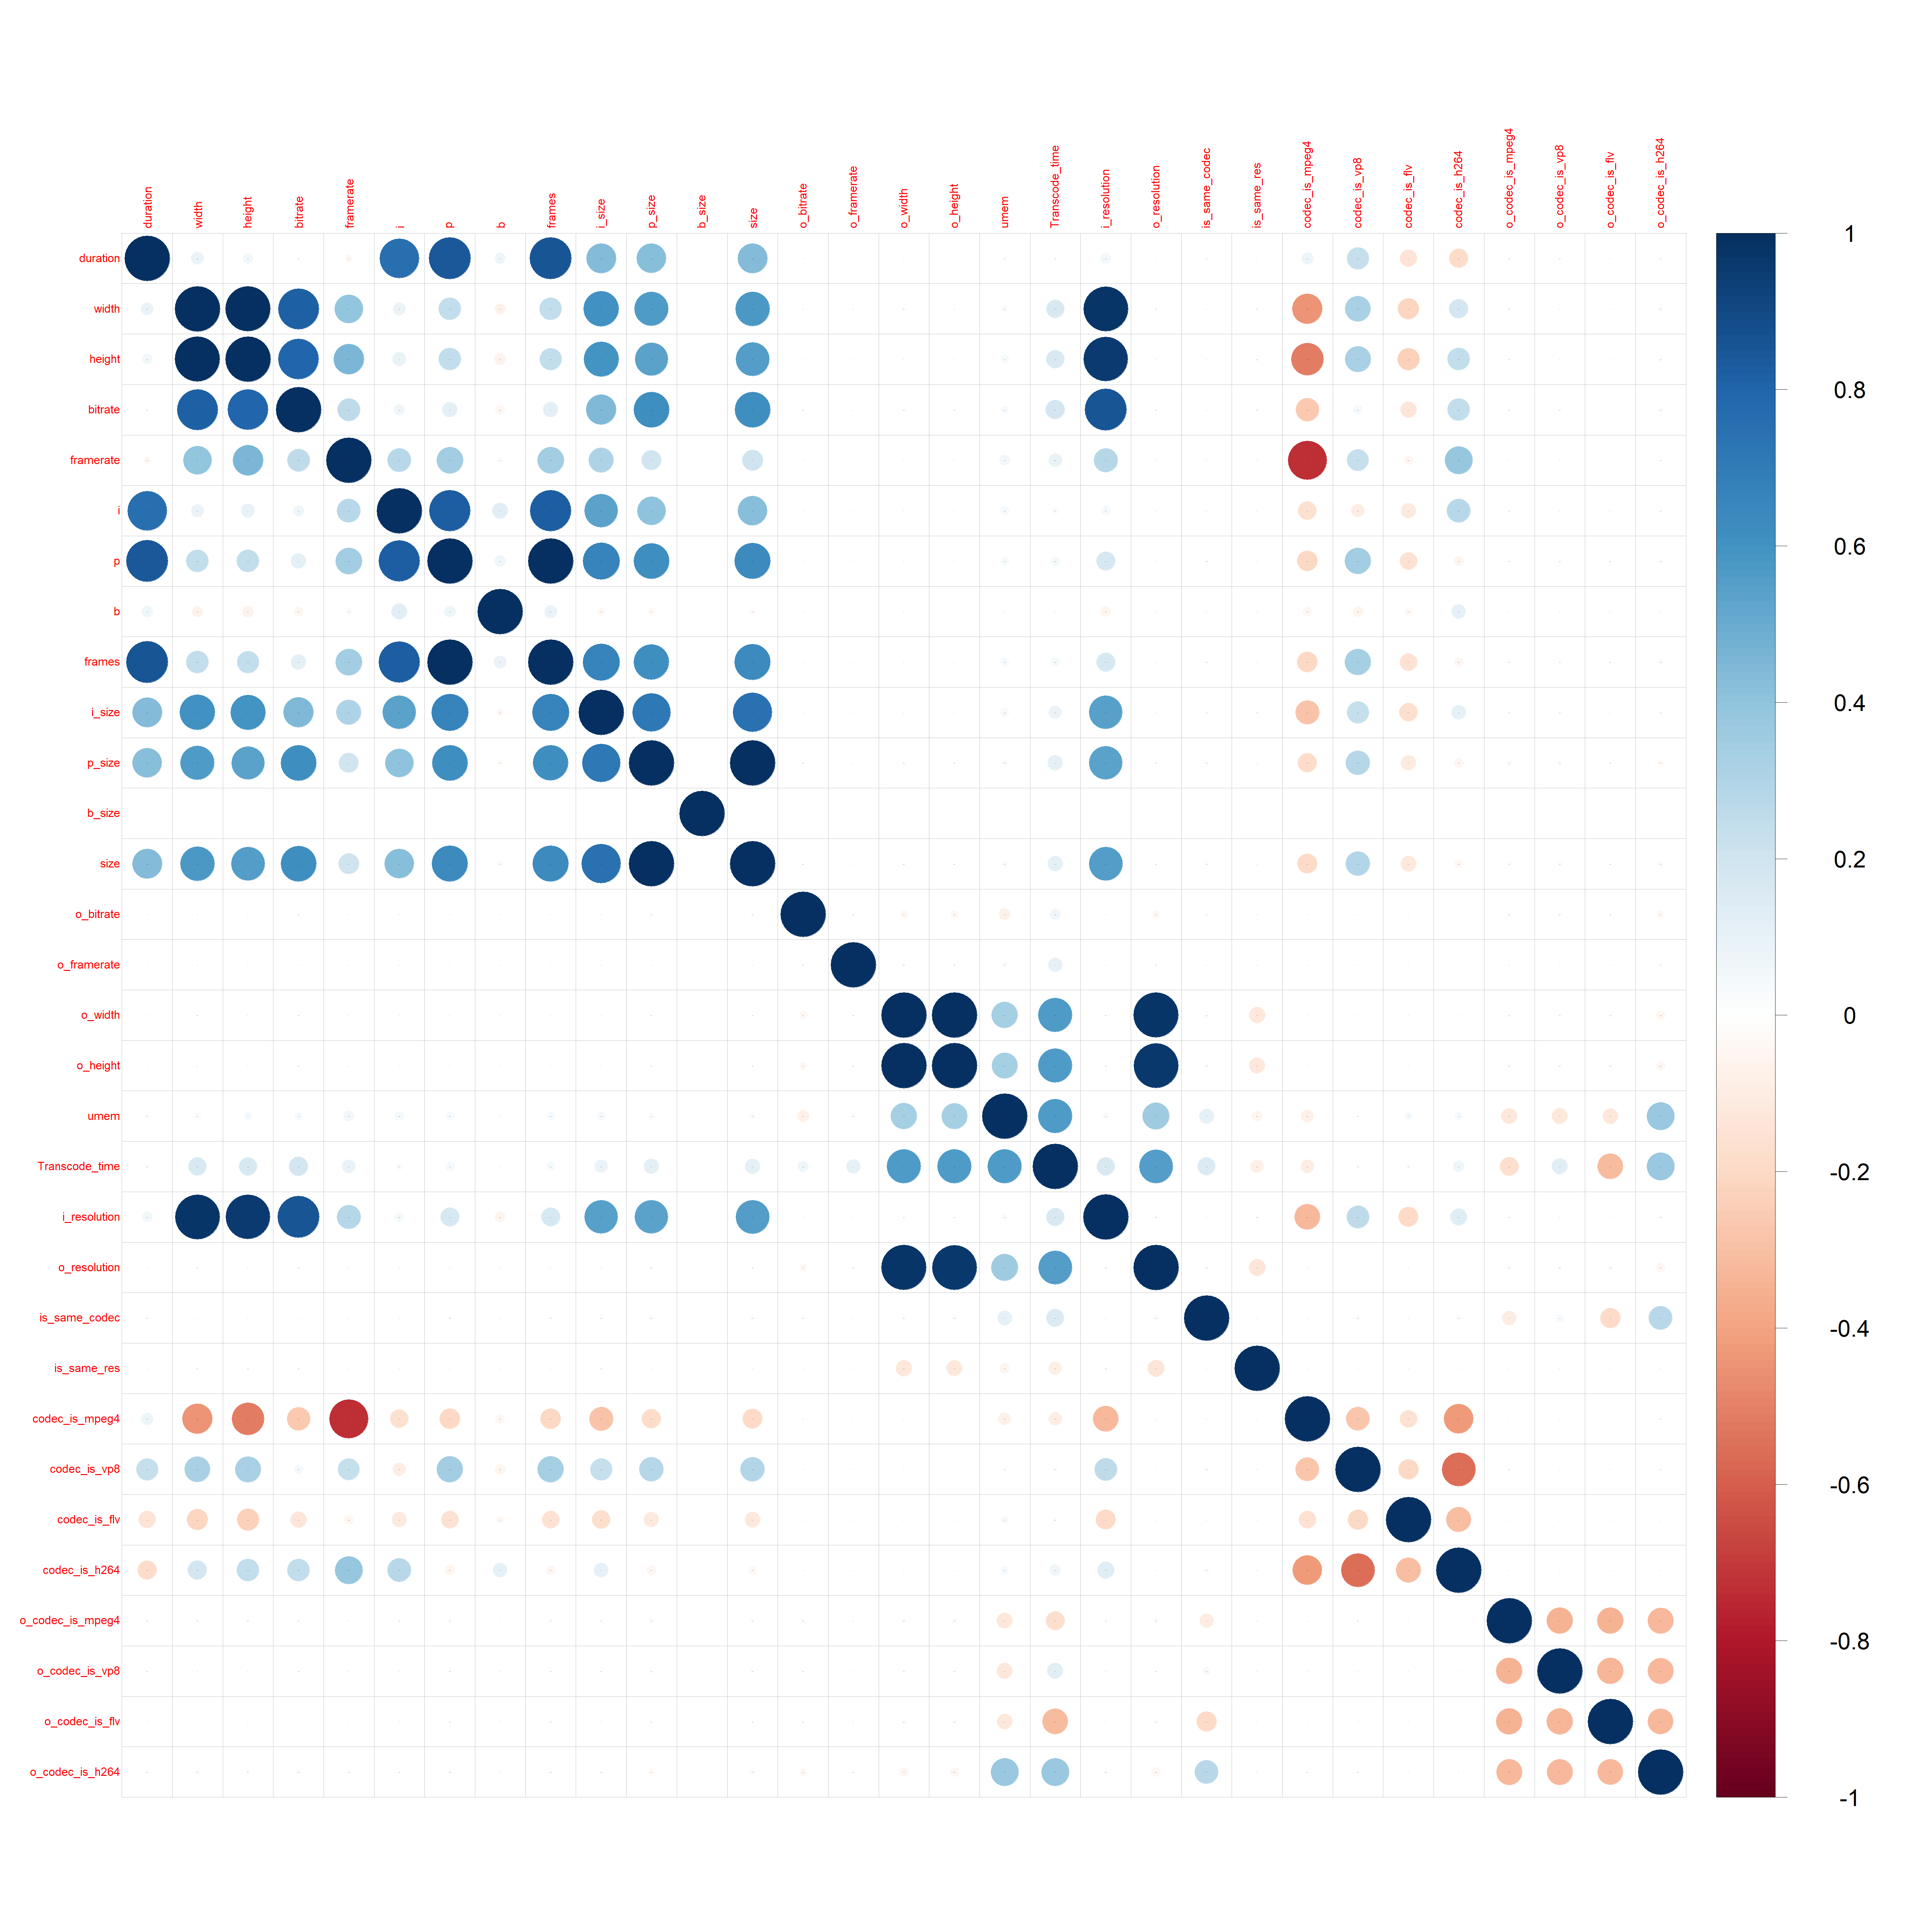 duration
width
height
bitrate
framerate
i
p
b
frames
i_size
p_size
b_size
size
o_bitrate
o_framerate
o_width
o_height
umem
Transcode_time
i_resolution
o_resolution
is_same_codec
is_same_res
codec_is_mpeg4
codec_is_vp8
codec_is_flv
codec_is_h264
o_codec_is_mpeg4
o_codec_is_vp8
o_codec_is_flv
o_codec_is_h264
duration
width
height
bitrate
framerate
i
p
b
frames
i_size
p_size
b_size
size
o_bitrate
o_framerate
o_width
o_height
umem
Transcode_time
i_resolution
o_resolution
is_same_codec
is_same_res
codec_is_mpeg4
codec_is_vp8
codec_is_flv
codec_is_h264
o_codec_is_mpeg4
o_codec_is_vp8
o_codec_is_flv
o_codec_is_h264
1
0.8
0.6
0.4
0.2
0
-0.2
-0.4
-0.6
-0.8
-1